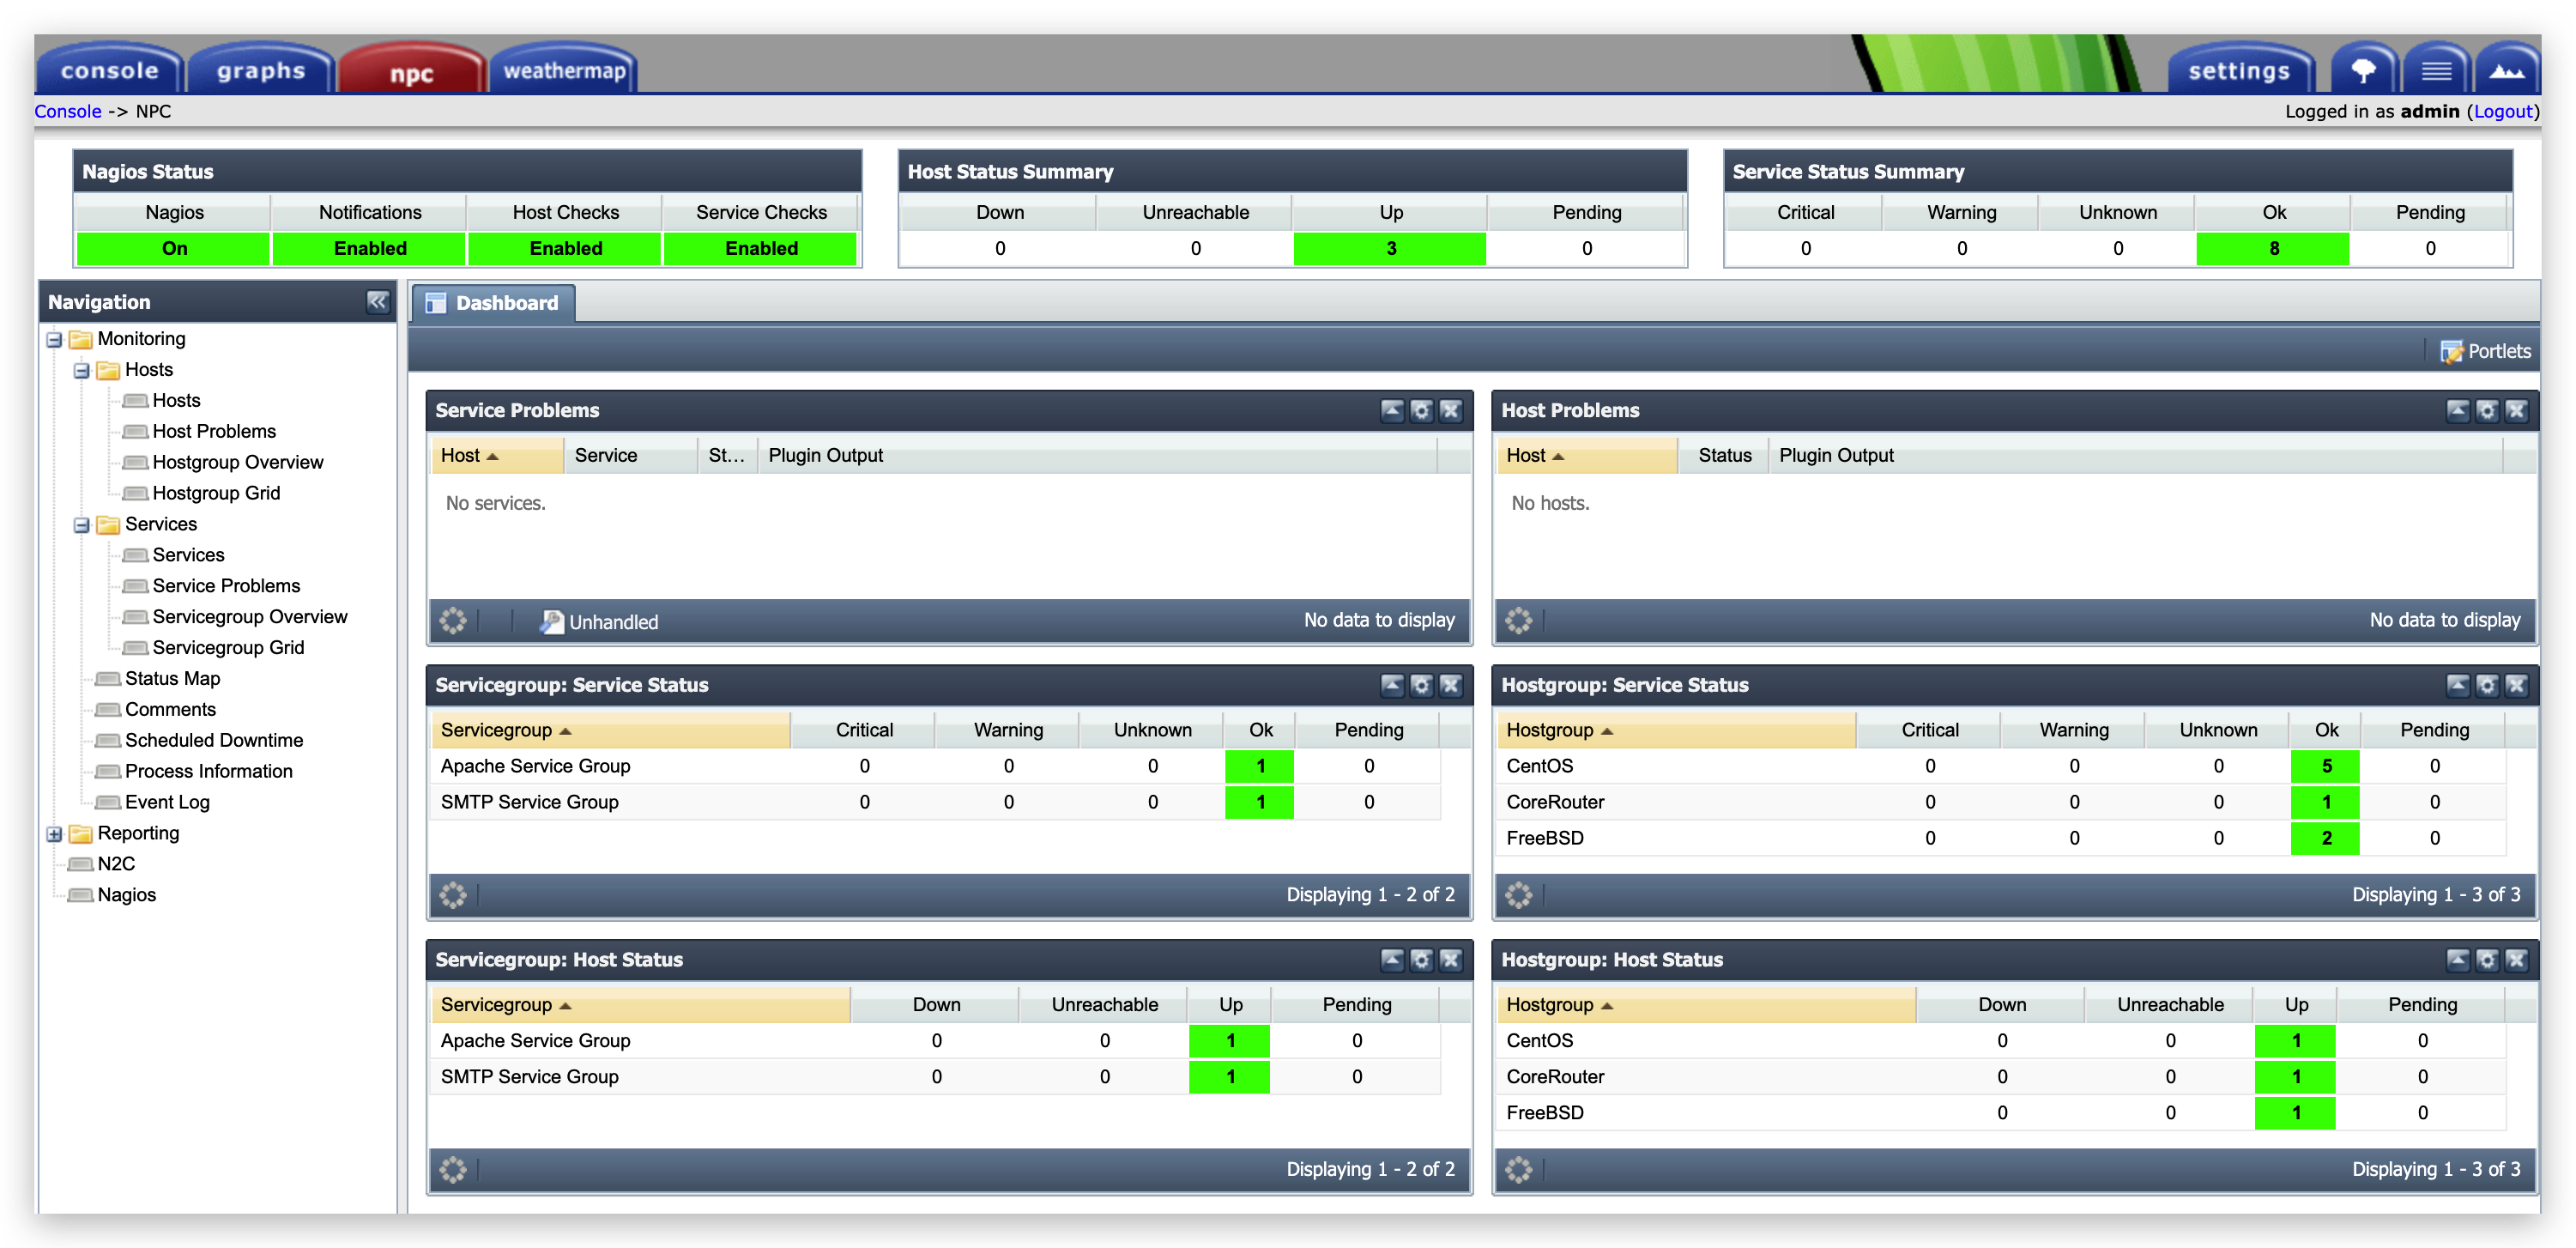 console graphs npc weathermap settings
Console -> NPC Logged in as admin (Logout)
Nagios Status
Nagios Notifications Host Checks Service Checks
On Enabled Enabled Enabled
Host Status Summary
Down Unreachable Up Pending
0 0 3 0
Service Status Summary
Critical Warning Unknown Ok Pending
0 0 0 8 0
Navigation
Monitoring
Hosts
Hosts
Host Problems
Hostgroup Overview
Hostgroup Grid
Services
Services
Service Problems
Servicegroup Overview
Servicegroup Grid
Status Map
Comments
Scheduled Downtime
Process Information
Event Log
Reporting
N2C
Nagios
Dashboard
Portlets
Service Problems
Host Service St... Plugin Output
No services.
Unhandled No data to display
Host Problems
Host Status Plugin Output
No hosts.
No data to display
Servicegroup: Service Status
Servicegroup Critical Warning Unknown Ok Pending
Apache Service Group 0 0 0 1 0
SMTP Service Group 0 0 0 1 0
Displaying 1 - 2 of 2
Hostgroup: Service Status
Hostgroup Critical Warning Unknown Ok Pending
CentOS 0 0 0 5 0
CoreRouter 0 0 0 1 0
FreeBSD 0 0 0 2 0
Displaying 1 - 3 of 3
Servicegroup: Host Status
Servicegroup Down Unreachable Up Pending
Apache Service Group 0 0 1 0
SMTP Service Group 0 0 1 0
Displaying 1 - 2 of 2
Hostgroup: Host Status
Hostgroup Down Unreachable Up Pending
CentOS 0 0 1 0
CoreRouter 0 0 1 0
FreeBSD 0 0 1 0
Displaying 1 - 3 of 3